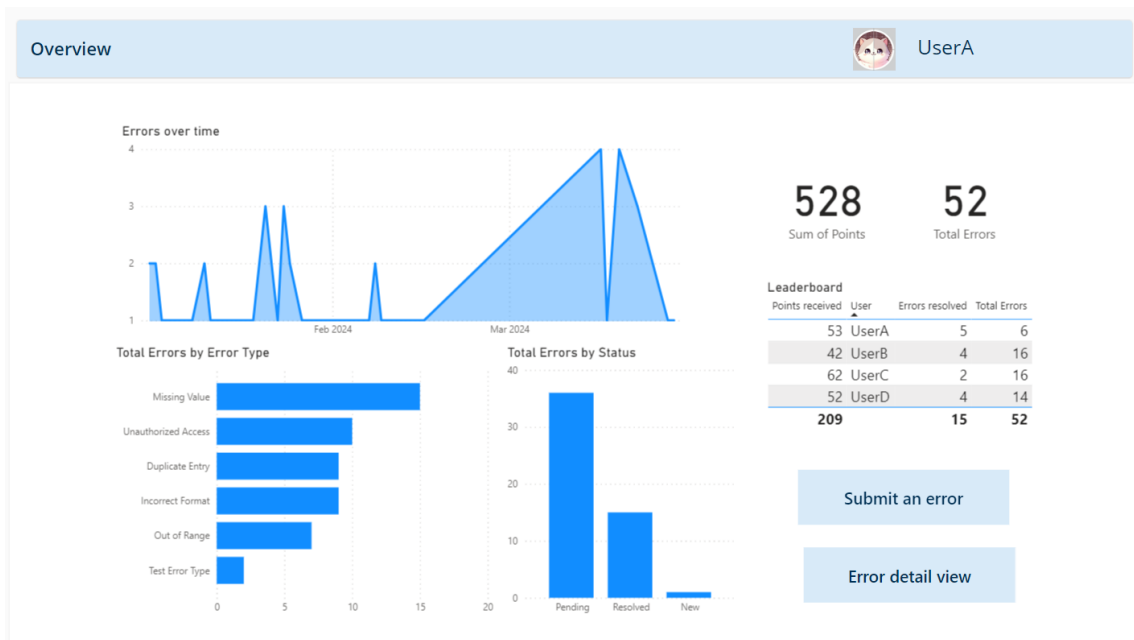 Overview
UserA
Errors over time
4
3
2
1
Feb 2024
Mar 2024
528
Sum of Points
52
Total Errors
Leaderboard
Points received User Errors resolved Total Errors
53 UserA 5 6
42 UserB 4 16
62 UserC 2 16
52 UserD 4 14
209 15 52
Total Errors by Error Type
Missing Value
Unauthorized Access
Duplicate Entry
Incorrect Format
Out of Range
Test Error Type
0 5 10 15 20
Total Errors by Status
40
30
20
10
0
Pending Resolved New
Submit an error
Error detail view